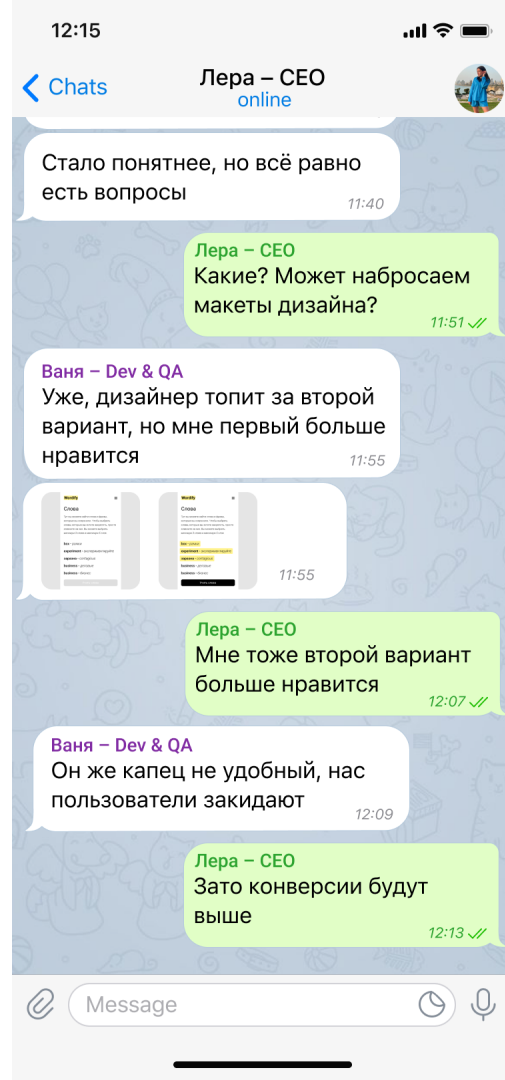 12:15
Chats
Лера – CEO
online
Стало понятнее, но всё равно
есть вопросы
11:40
Лера – CEO
Какие? Может набросаем
макеты дизайна?
11:51
Ваня – Dev & QA
Уже, дизайнер топит за второй
вариант, но мне первый больше
нравится
11:55
Wordify
Wordify
Слова
Слова
11:55
Лера – CEO
Мне тоже второй вариант
больше нравится
12:07
Ваня – Dev & QA
Он же капец не удобный, нас
пользователи закидают
12:09
Лера – CEO
Зато конверсии будут
выше
12:13
Message